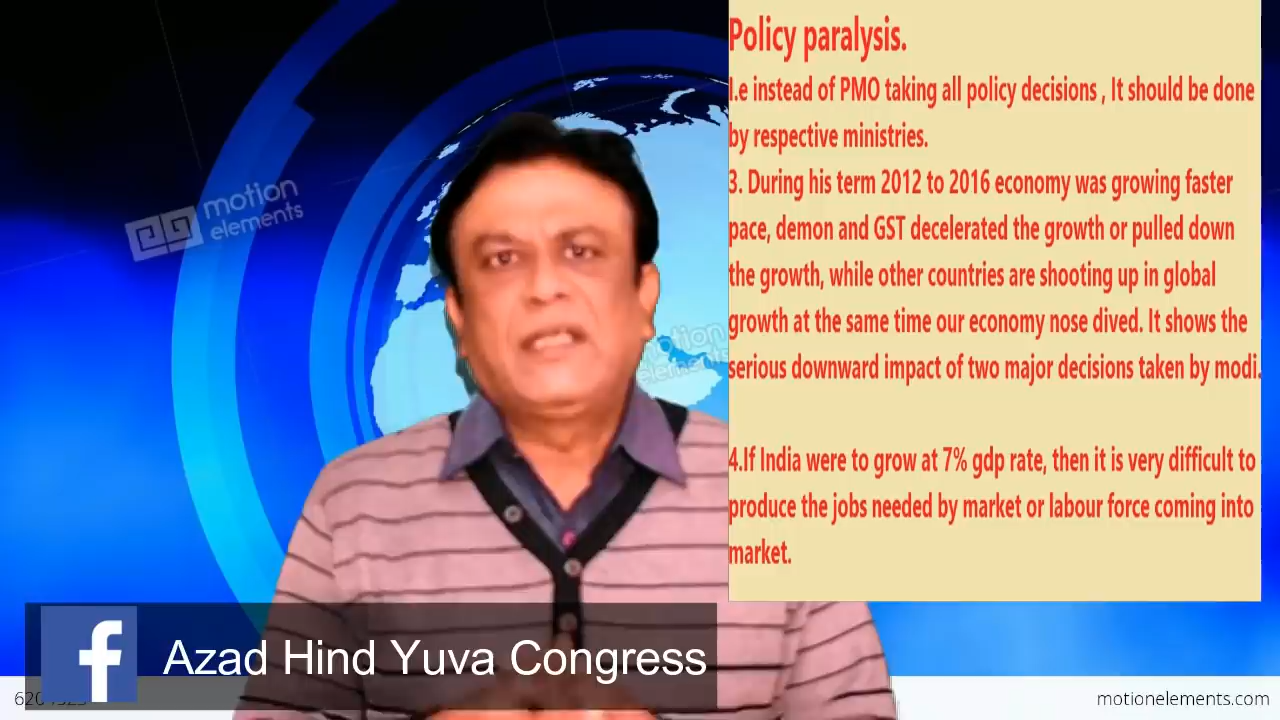 Policy paralysis.
I.e instead of PMO taking all policy decisions , It should be done
by respective ministries.
3. During his term 2012 to 2016 economy was growing faster
pace, demon and GST decelerated the growth or pulled down
the growth, while other countries are shooting up in global
growth at the same time our economy nose dived. It shows the
serious downward impact of two major decisions taken by modi.
4.If India were to grow at 7% gdp rate, then it is very difficult to
produce the jobs needed by market or labour force coming into
market.
motion
elements
motion
elements
f
Azad Hind Yuva Congress
motionelements.com